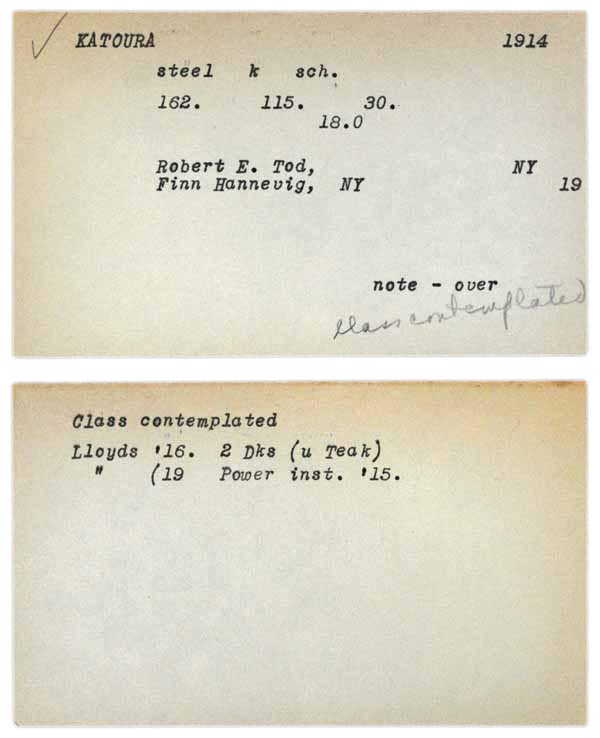 ✓ KATOURA 1914
steel k sch.
162. 115. 30.
18.0
Robert E. Tod, NY
Finn Hannevig, NY 19
note - over
class contemplated
Class contemplated
Lloyds '16. 2 Dks (u Teak)
" (19 Power inst. '15.